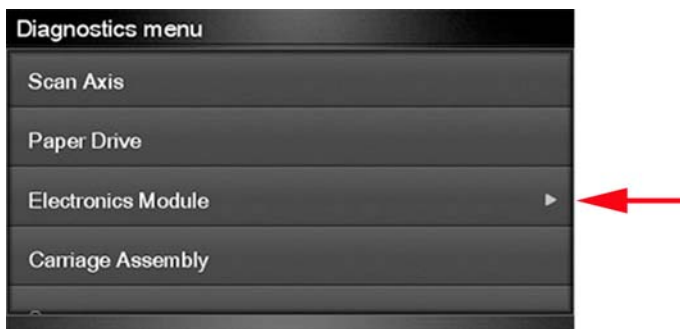 Diagnostics menu
Scan Axis
Paper Drive
Electronics Module
Carriage Assembly